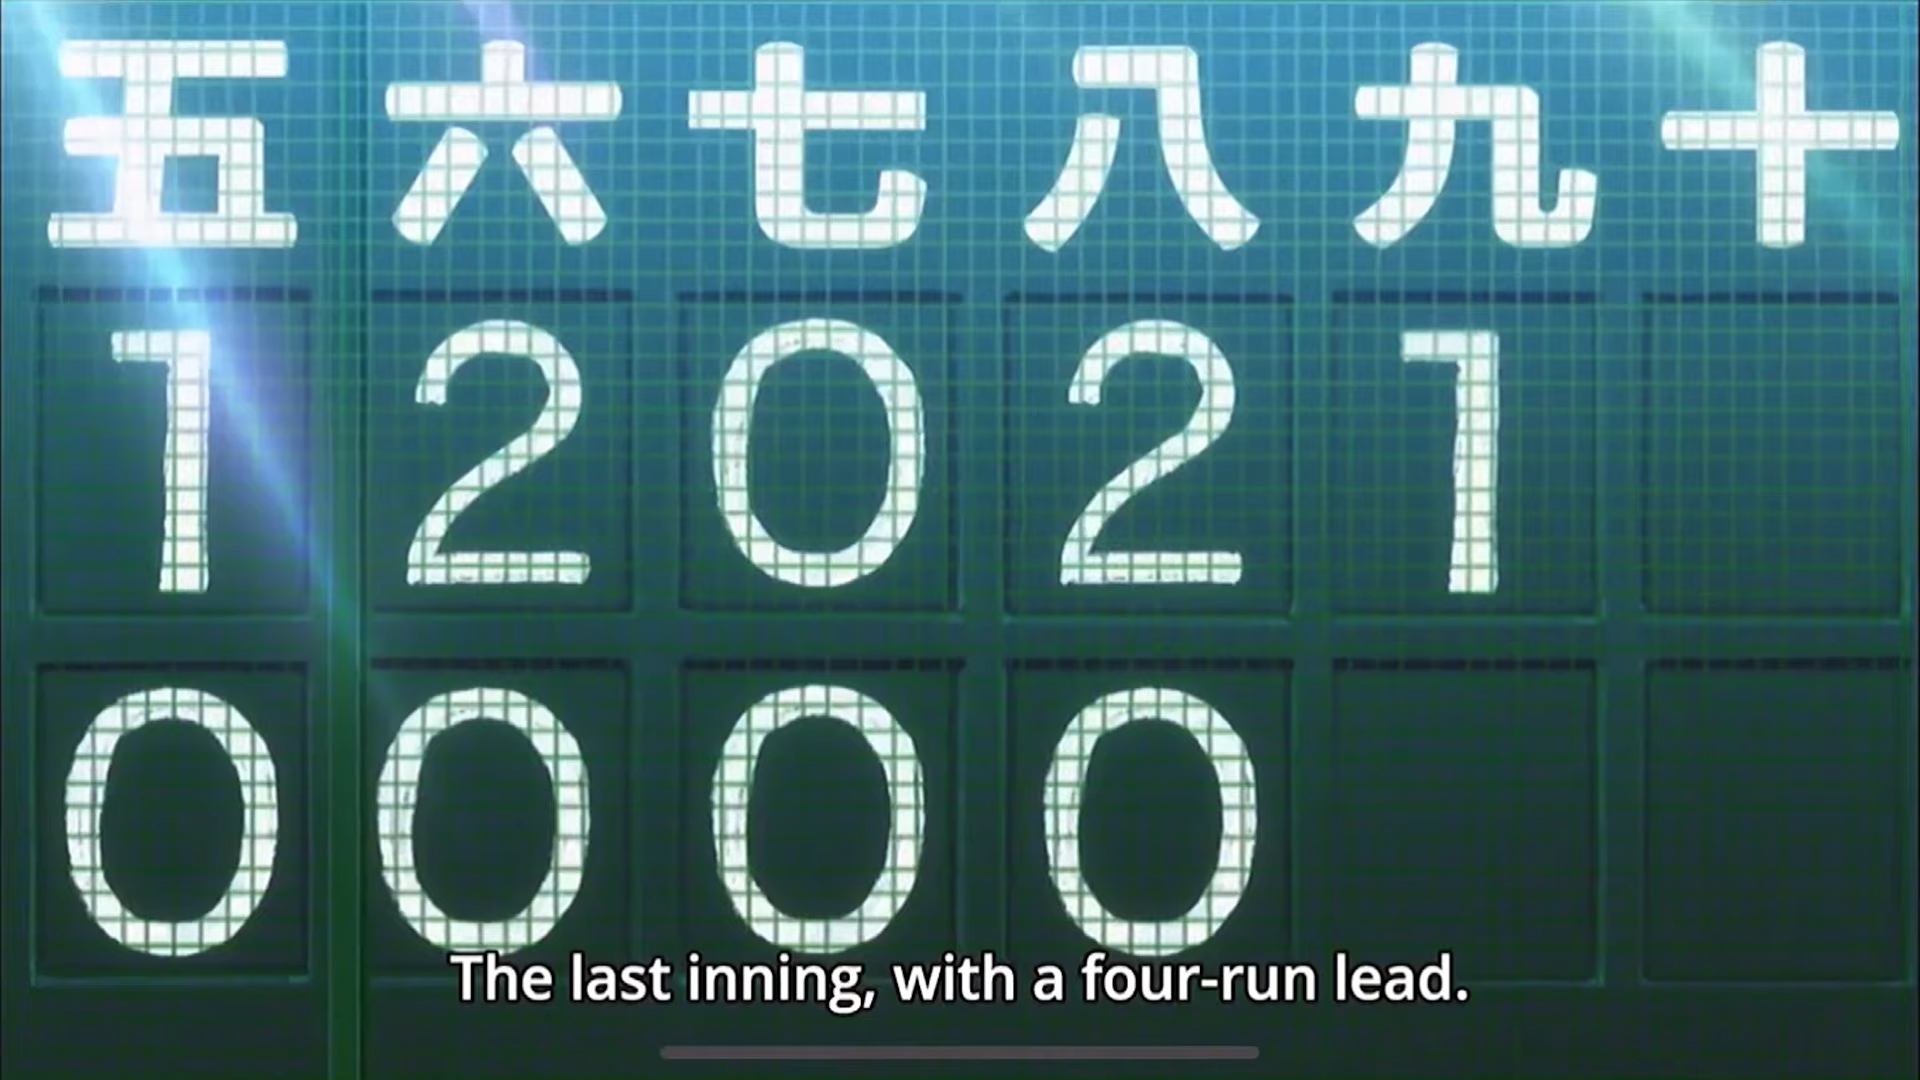 五 六 七 八 九 十
1 2 0 2 1
0 0 0 0
The last inning, with a four-run lead.